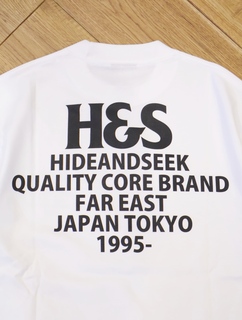 H&S
HIDEANDSEEK
QUALITY CORE BRAND
FAR EAST
JAPAN TOKYO
1995-